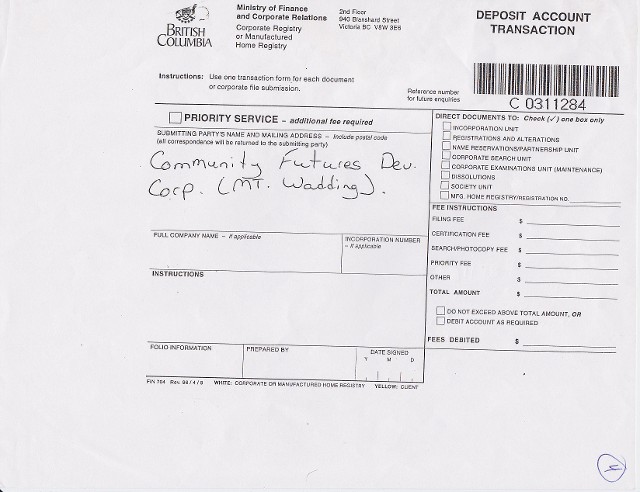 BRITISH
COLUMBIA
Ministry of Finance
and Corporate Relations
Corporate Registry
or Manufactured
Home Registry
2nd Floor
940 Blanshard Street
Victoria BC V8W 3E6
DEPOSIT ACCOUNT
TRANSACTION
Instructions: Use one transaction form for each document
or corporate file submission.
Reference number
for future enquiries
C 0311284
PRIORITY SERVICE – additional fee required
SUBMITTING PARTY'S NAME AND MAILING ADDRESS – Include postal code
(all correspondence will be returned to the submitting party)
Community Futures Dev.
Corp. (MT. Wadding).
DIRECT DOCUMENTS TO: Check (✓) one box only
INCORPORATION UNIT
REGISTRATIONS AND ALTERATIONS
NAME RESERVATIONS/PARTNERSHIP UNIT
CORPORATE SEARCH UNIT
CORPORATE EXAMINATIONS UNIT (MAINTENANCE)
DISSOLUTIONS
SOCIETY UNIT
MFG. HOME REGISTRY/REGISTRATION NO.
FULL COMPANY NAME – if applicable
INCORPORATION NUMBER
– if applicable
INSTRUCTIONS
FEE INSTRUCTIONS
FILING FEE $
CERTIFICATION FEE $
SEARCH/PHOTOCOPY FEE $
PRIORITY FEE $
OTHER $
TOTAL AMOUNT $
DO NOT EXCEED ABOVE TOTAL AMOUNT, OR
DEBIT ACCOUNT AS REQUIRED
FEES DEBITED $
FOLIO INFORMATION
PREPARED BY
DATE SIGNED
Y M D
FIN 704 Rev. 98/4/9 WHITE: CORPORATE OR MANUFACTURED HOME REGISTRY YELLOW: CLIENT